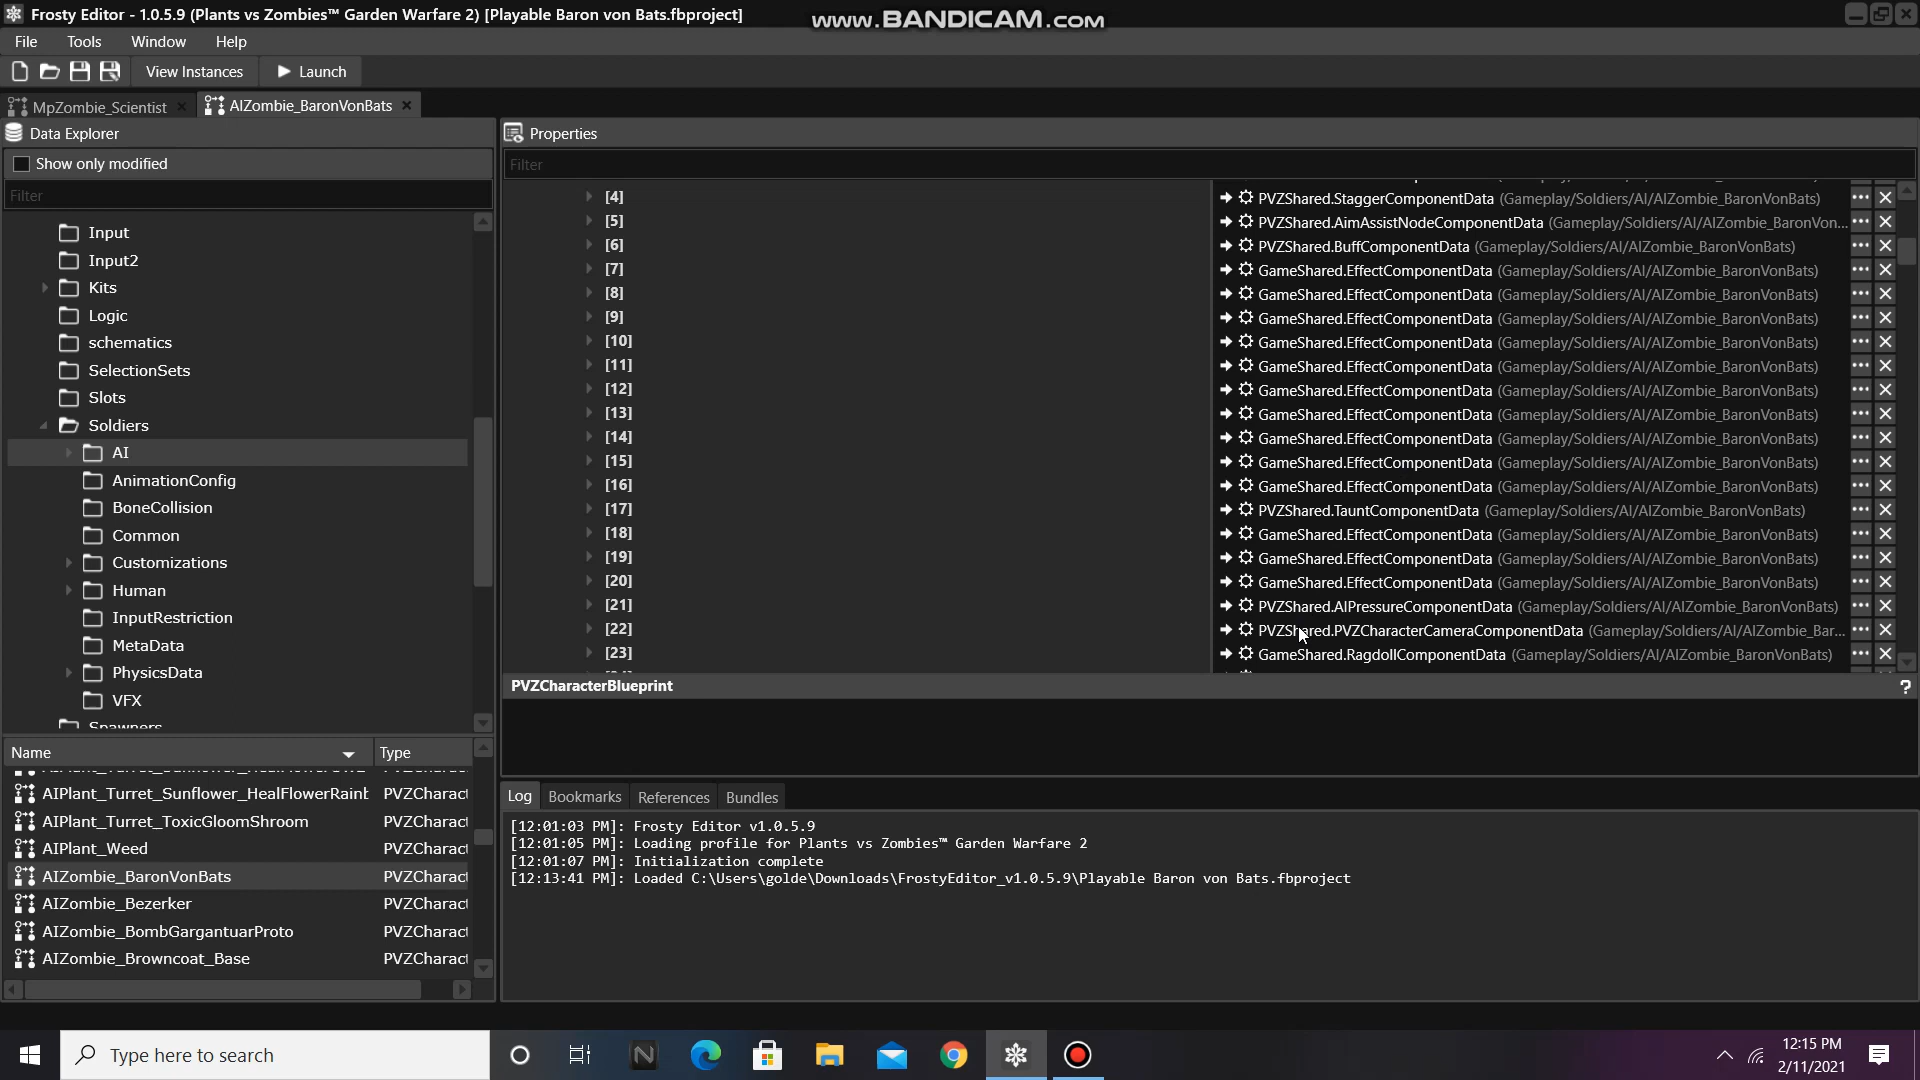 Frosty Editor - 1.0.5.9 (Plants vs Zombies™ Garden Warfare 2) [Playable Baron von Bats.fbproject]
www.BANDICAM.com
File Tools Window Help
View Instances Launch
MpZombie_Scientist AIZombie_BaronVonBats
Data Explorer
Show only modified
Filter
Input
Input2
Kits
Logic
schematics
SelectionSets
Slots
Soldiers
AI
AnimationConfig
BoneCollision
Common
Customizations
Human
InputRestriction
MetaData
PhysicsData
VFX
Spawners
Name Type
AIPlant_Turret_Sunflower_HealFlowerRainb PVZCharact
AIPlant_Turret_ToxicGloomShroom PVZCharact
AIPlant_Weed PVZCharact
AIZombie_BaronVonBats PVZCharact
AIZombie_Bezerker PVZCharact
AIZombie_BombGargantuarProto PVZCharact
AIZombie_Browncoat_Base PVZCharact
Properties
Filter
[4] PVZShared.StaggerComponentData (Gameplay/Soldiers/AI/AIZombie_BaronVonBats)
[5] PVZShared.AimAssistNodeComponentData (Gameplay/Soldiers/AI/AIZombie_BaronVon...
[6] PVZShared.BuffComponentData (Gameplay/Soldiers/AI/AIZombie_BaronVonBats)
[7] GameShared.EffectComponentData (Gameplay/Soldiers/AI/AIZombie_BaronVonBats)
[8] GameShared.EffectComponentData (Gameplay/Soldiers/AI/AIZombie_BaronVonBats)
[9] GameShared.EffectComponentData (Gameplay/Soldiers/AI/AIZombie_BaronVonBats)
[10] GameShared.EffectComponentData (Gameplay/Soldiers/AI/AIZombie_BaronVonBats)
[11] GameShared.EffectComponentData (Gameplay/Soldiers/AI/AIZombie_BaronVonBats)
[12] GameShared.EffectComponentData (Gameplay/Soldiers/AI/AIZombie_BaronVonBats)
[13] GameShared.EffectComponentData (Gameplay/Soldiers/AI/AIZombie_BaronVonBats)
[14] GameShared.EffectComponentData (Gameplay/Soldiers/AI/AIZombie_BaronVonBats)
[15] GameShared.EffectComponentData (Gameplay/Soldiers/AI/AIZombie_BaronVonBats)
[16] GameShared.EffectComponentData (Gameplay/Soldiers/AI/AIZombie_BaronVonBats)
[17] PVZShared.TauntComponentData (Gameplay/Soldiers/AI/AIZombie_BaronVonBats)
[18] GameShared.EffectComponentData (Gameplay/Soldiers/AI/AIZombie_BaronVonBats)
[19] GameShared.EffectComponentData (Gameplay/Soldiers/AI/AIZombie_BaronVonBats)
[20] GameShared.EffectComponentData (Gameplay/Soldiers/AI/AIZombie_BaronVonBats)
[21] PVZShared.AIPressureComponentData (Gameplay/Soldiers/AI/AIZombie_BaronVonBats)
[22] PVZShared.PVZCharacterCameraComponentData (Gameplay/Soldiers/AI/AIZombie_Bar...
[23] GameShared.RagdollComponentData (Gameplay/Soldiers/AI/AIZombie_BaronVonBats)
PVZCharacterBlueprint ?
Log Bookmarks References Bundles
[12:01:03 PM]: Frosty Editor v1.0.5.9
[12:01:05 PM]: Loading profile for Plants vs Zombies™ Garden Warfare 2
[12:01:07 PM]: Initialization complete
[12:13:41 PM]: Loaded C:\Users\golde\Downloads\FrostyEditor_v1.0.5.9\Playable Baron von Bats.fbproject
Type here to search
12:15 PM
2/11/2021